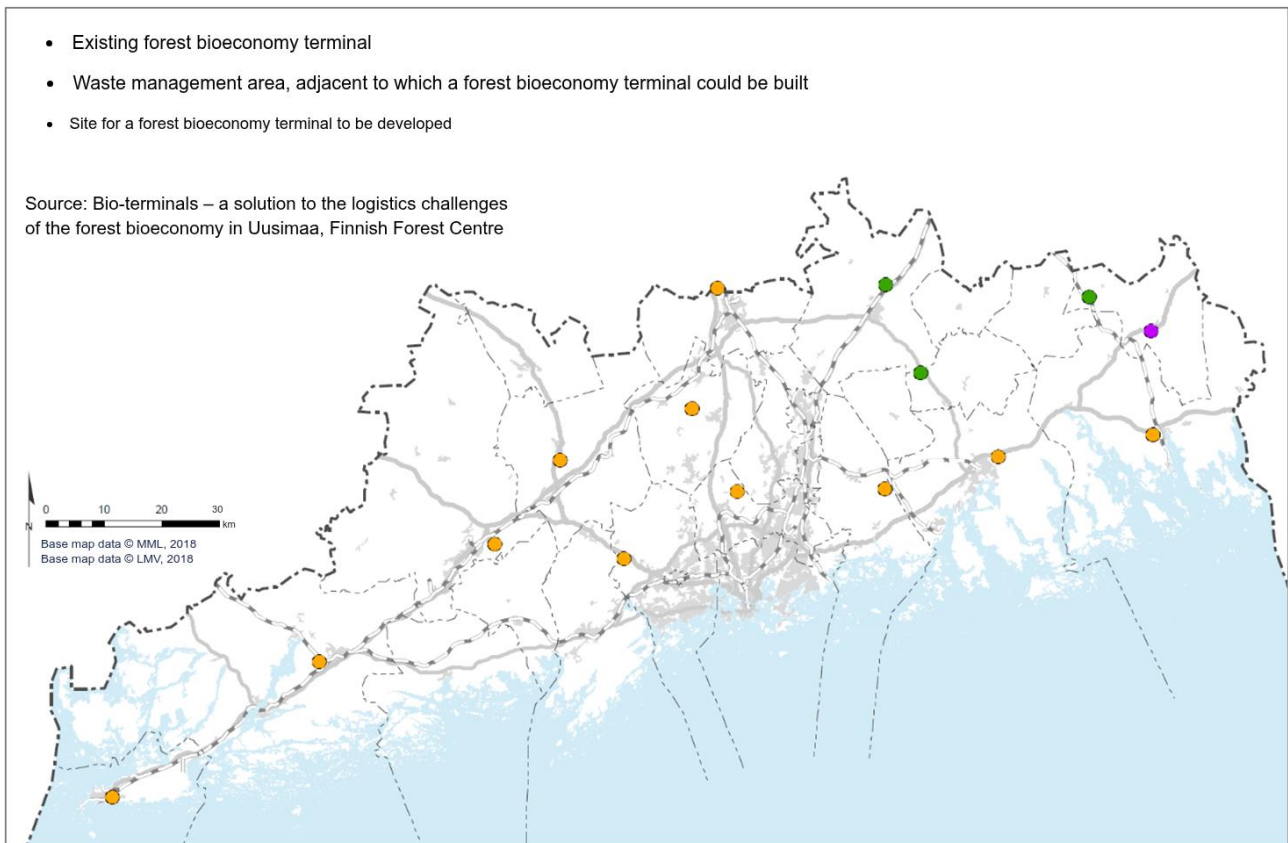 • Existing forest bioeconomy terminal
• Waste management area, adjacent to which a forest bioeconomy terminal could be built
• Site for a forest bioeconomy terminal to be developed
Source: Bio-terminals – a solution to the logistics challenges
of the forest bioeconomy in Uusimaa, Finnish Forest Centre
0 10 20 30
km
N
Base map data © MML, 2018
Base map data © LMV, 2018